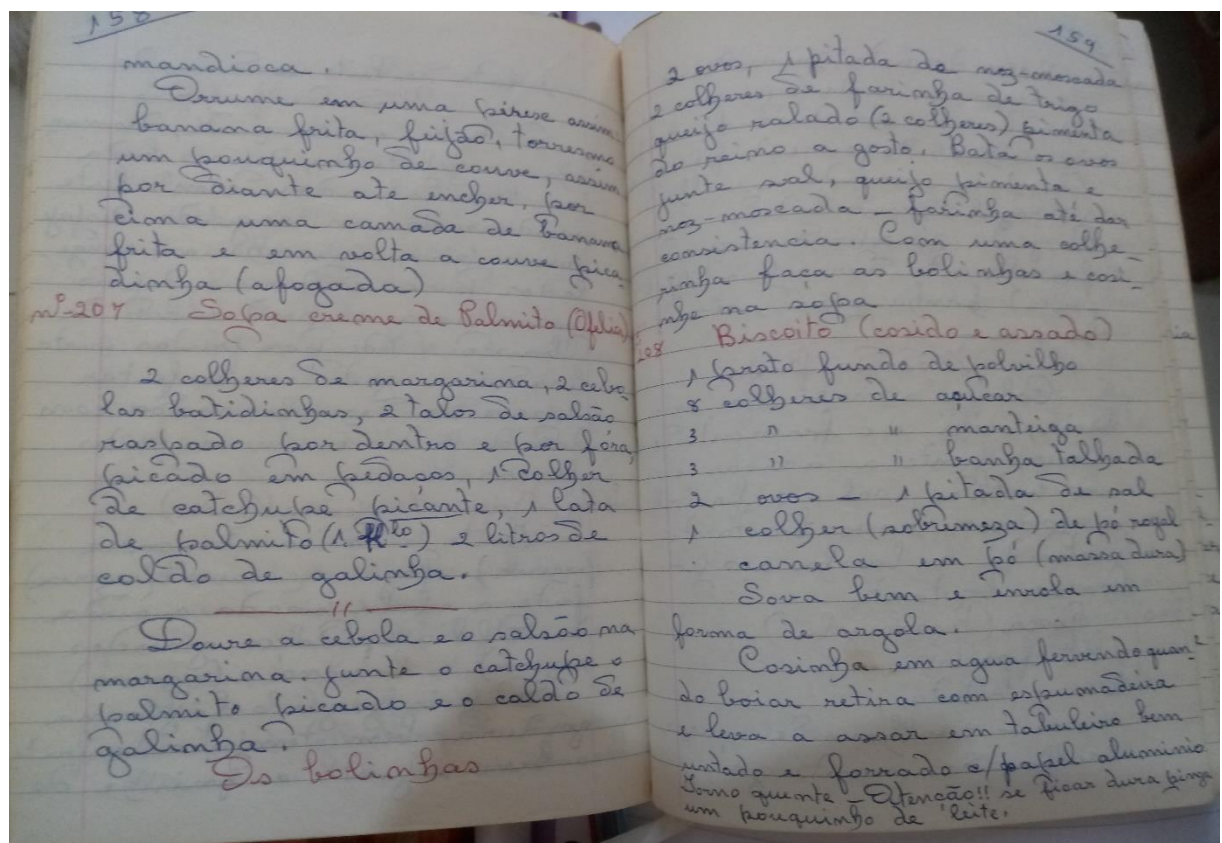 158
mandioca.
Arrume em uma pirese assim
banana frita, feijão, torresmo
um pouquinho de couve, assim
por diante ate encher, por
cima uma camada de banana
frita e em volta a couve pica-
dinha (afogada)
nº-207 Sopa creme de Palmito (Ofelia)
2 colheres de margarina, 2 cebo-
las batidinhas, 2 talos de salsão
raspado por dentro e por fora,
picado em pedaços, 1 colher
de catchupe picante, 1 lata
de palmito (1 ) 2 litros de
coldo de galinha.
"
Doure a cebola e o salsão na
margarina. junte o catchupe o
palmito picado e o caldo de
galinha.
As bolinhas
159
2 ovos, 1 pitada de noz-moscada
2 colheres de farinha de trigo
queijo ralado (2 colheres) pimenta
do reino a gosto. Bata os ovos
junte sal, queijo pimenta e
noz-moscada - farinha até dar
consistencia. Com uma colhe-
rinha faça as bolinhas e cosi-
nhe na sopa
208 Biscoito (cosido e assado)
1 prato fundo de polvilho
8 colheres de açúcar
3 " " manteiga
3 " " banha talhada
2 ovos - 1 pitada de sal
1 colher (sobrimeza) de pó royal
canela em pó (massa dura)
Sova bem e enrola em
forma de argola.
Cosinha em agua fervendo quan-
do boiar retira com espumadeira
e leva a assar em tabuleiro bem
untado e forrado c/papel aluminio
Forno quente - Atenção!! se ficar dura pinga
um pouquinho de leite.